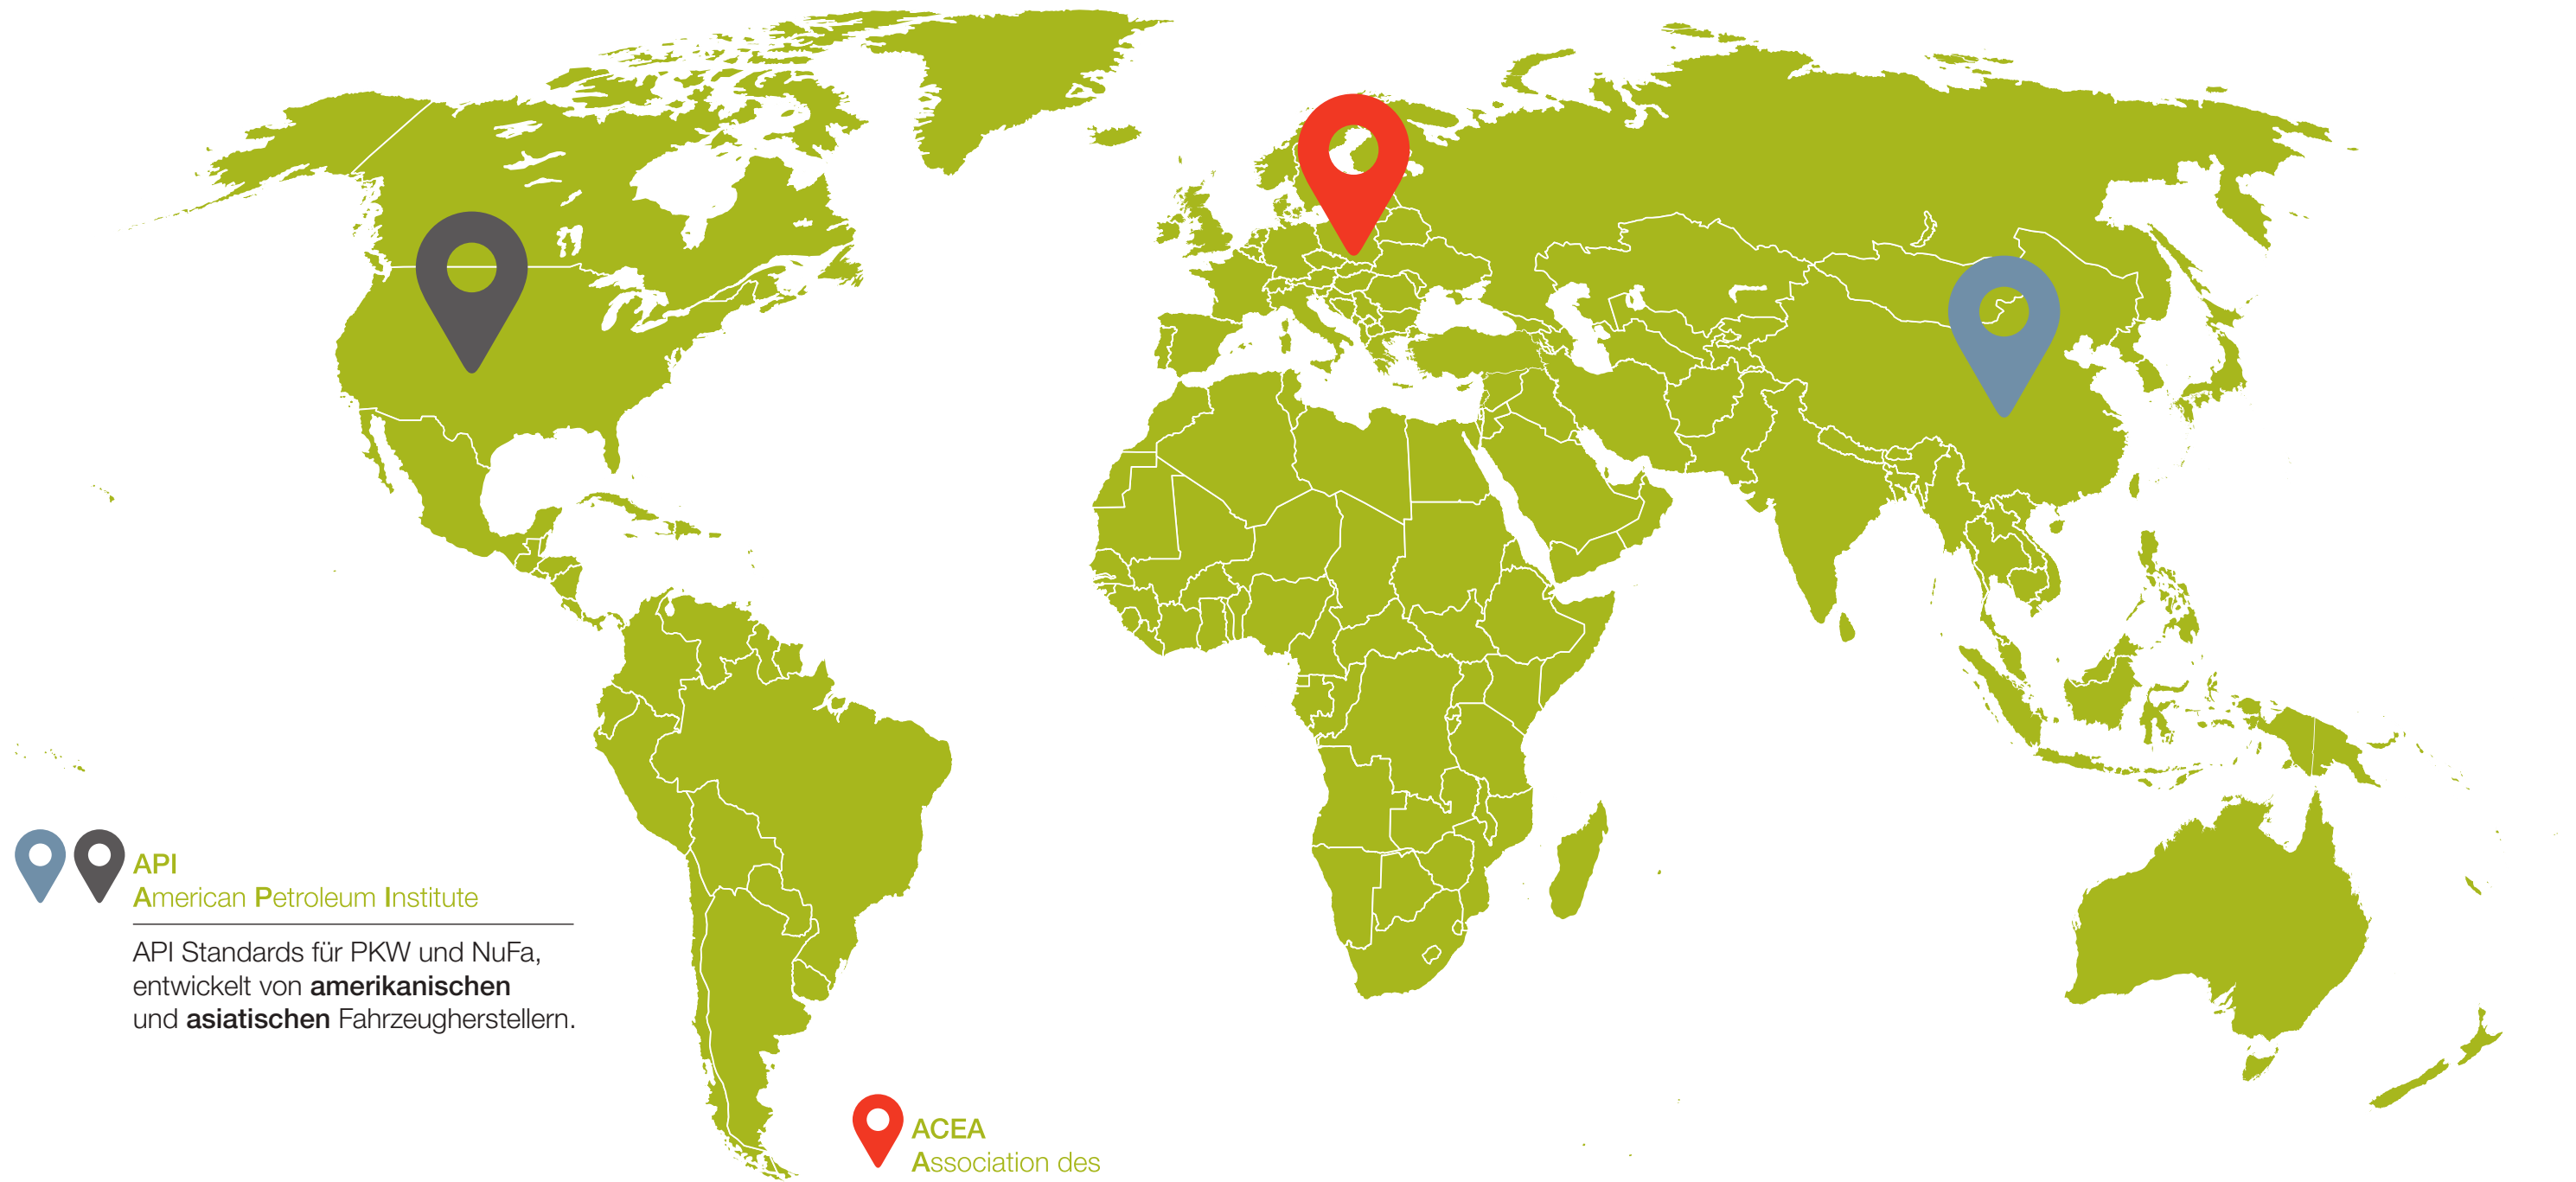 API
American Petroleum Institute
API Standards für PKW und NuFa,
entwickelt von amerikanischen
und asiatischen Fahrzeugherstellern.
ACEA
Association des